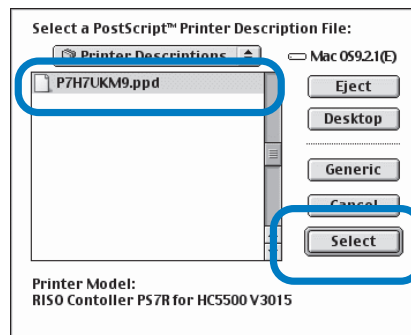 Select a PostScript™ Printer Description File:
Printer Descriptions
Mac OS9.2.1(E)
P7H7UKM9.ppd
Eject
Desktop
Generic
Cancel
Select
Printer Model:
RISO Contoller PS7R for HC5500 V3015